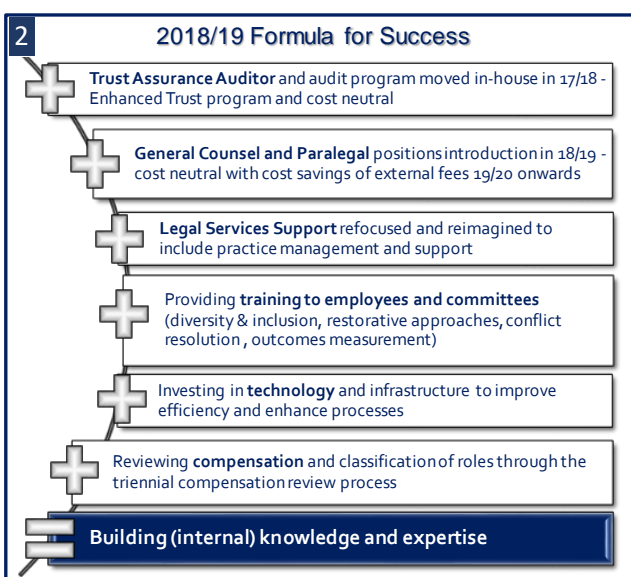 2
2018/19 Formula for Success
Trust Assurance Auditor and audit program moved in-house in 17/18 -
Enhanced Trust program and cost neutral
General Counsel and Paralegal positions introduction in 18/19 -
cost neutral with cost savings of external fees 19/20 onwards
Legal Services Support refocused and reimagined to
include practice management and support
Providing training to employees and committees
(diversity & inclusion, restorative approaches, conflict
resolution , outcomes measurement)
Investing in technology and infrastructure to improve
efficiency and enhance processes
Reviewing compensation and classification of roles through the
triennial compensation review process
Building (internal) knowledge and expertise